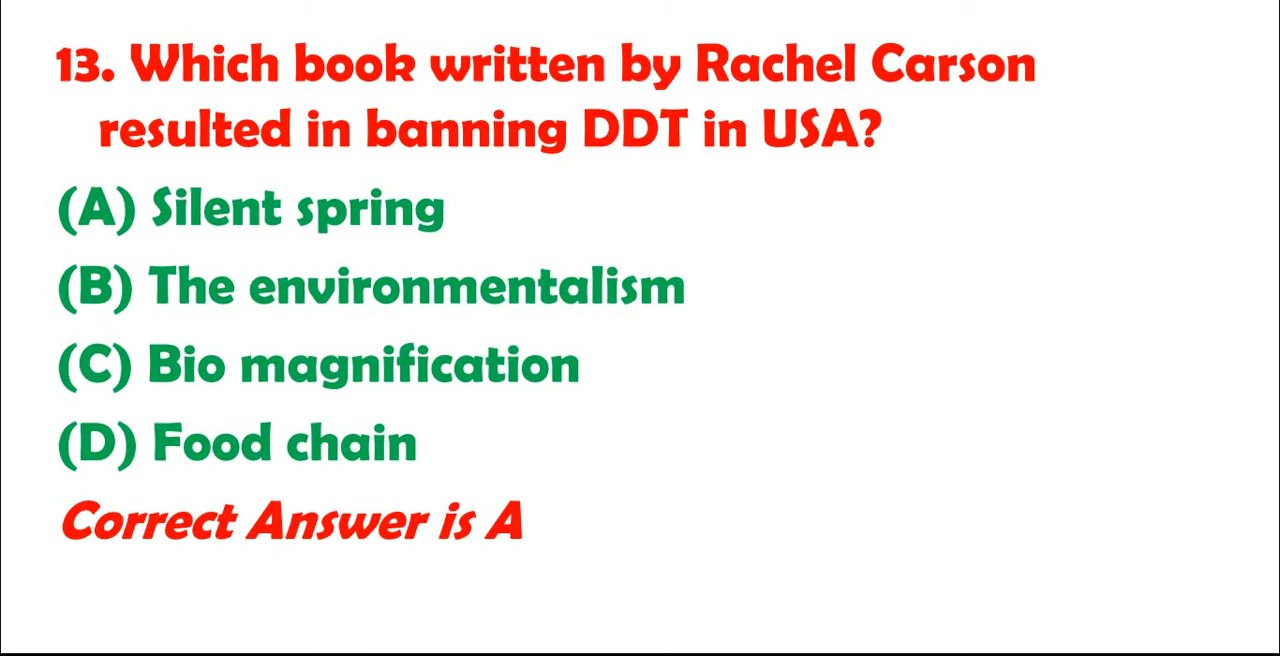 13. Which book written by Rachel Carson
resulted in banning DDT in USA?
(A) Silent spring
(B) The environmentalism
(C) Bio magnification
(D) Food chain
Correct Answer is A